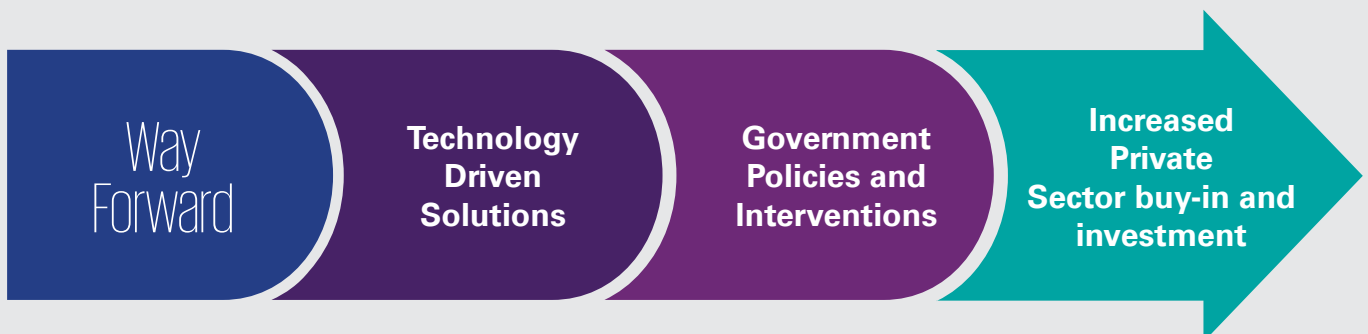 Way
Forward
Technology
Driven
Solutions
Government
Policies and
Interventions
Increased
Private
Sector buy-in and
investment